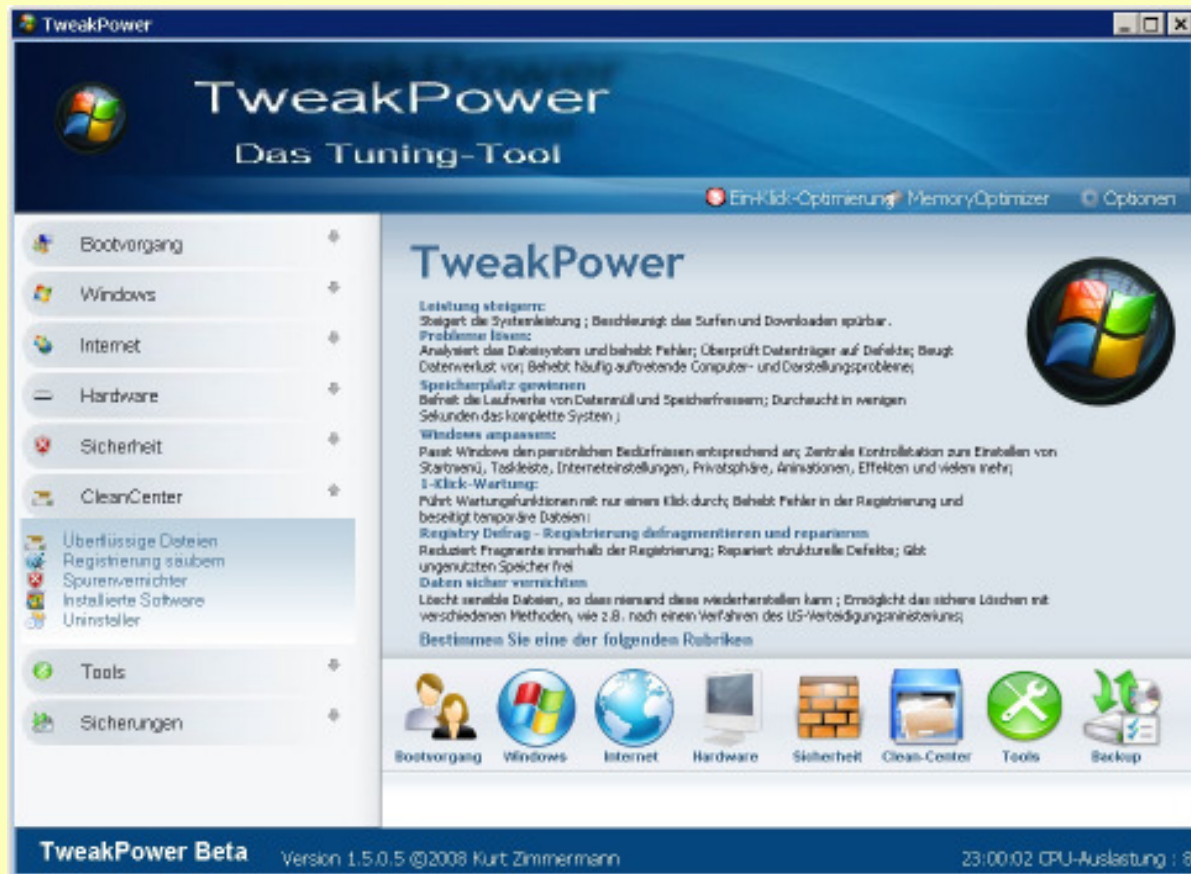 TweakPower
TweakPower
Das Tuning-Tool
Ein-Klick-Optimierung MemoryOptimizer Optionen
Bootvorgang
Windows
Internet
Hardware
Sicherheit
CleanCenter
Überflüssige Dateien
Registrierung säubern
Spurenvernichter
Installierte Software
Uninstaller
Tools
Sicherungen
TweakPower
Leistung steigern:
Steigert die Systemleistung ; Beschleunigt das Surfen und Downloaden spürbar.
Probleme lösen:
Analysiert das Dateisystem und behebt Fehler; Überprüft Datenträger auf Defekte; Beugt
Datenverlust vor; Behebt häufig auftretende Computer- und Darstellungsprobleme;
Speicherplatz gewinnen
Befreit die Laufwerke von Datenmüll und Speicherfressern; Durchsucht in wenigen
Sekunden das komplette System ;
Windows anpassen:
Passt Windows den persönlichen Bedürfnissen entsprechend an; Zentrale Kontrollstation zum Einstellen von
Startmenü, Taskleiste, Interneteinstellungen, Privatsphäre, Animationen, Effekten und vielem mehr;
1-Klick-Wartung:
Führt Wartungsfunktionen mit nur einem Klick durch; Behebt Fehler in der Registrierung und
beseitigt temporäre Dateien;
Registry Defrag - Registrierung defragmentieren und reparieren
Reduziert Fragmente innerhalb der Registrierung; Repariert strukturelle Defekte; Gibt
ungenutzten Speicher frei
Daten sicher vernichten
Löscht sensible Dateien, so dass niemand diese wiederherstellen kann ; Ermöglicht das sichere Löschen mit
verschiedenen Methoden, wie z.B. nach einem Verfahren des US-Verteidigungsministeriums;
Bestimmen Sie eine der folgenden Rubriken
Bootvorgang Windows Internet Hardware Sicherheit Clean-Center Tools Backup
TweakPower Beta Version 1.5.0.5 ©2008 Kurt Zimmermann 23:00:02 CPU-Auslastung : 8